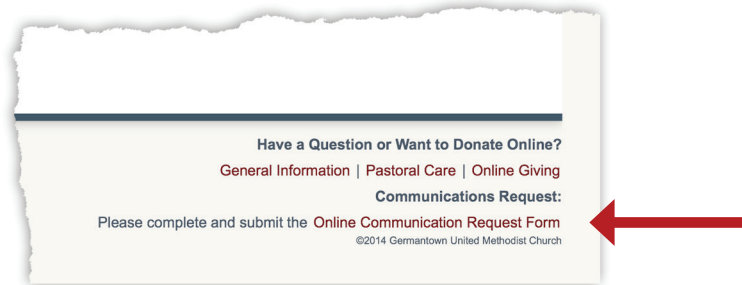 Have a Question or Want to Donate Online?
General Information | Pastoral Care | Online Giving
Communications Request:
Please complete and submit the Online Communication Request Form
©2014 Germantown United Methodist Church